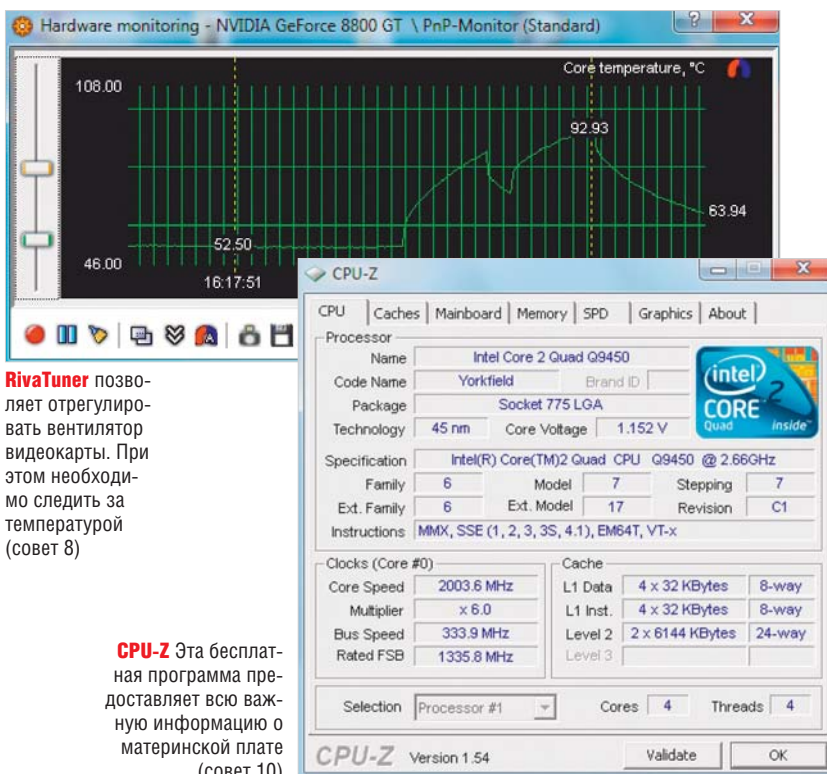 Hardware monitoring - NVIDIA GeForce 8800 GT \ PnP-Monitor (Standard)
Core temperature, °C
108.00
92.93
63.94
52.50
46.00
16:17:51
RivaTuner позво-
ляет отрегулиро-
вать вентилятор
видеокарты. При
этом необходи-
мо следить за
температурой
(совет 8)
CPU-Z Эта бесплат-
ная программа пре-
доставляет всю важ-
ную информацию о
материнской плате
(совет 10)
CPU-Z
CPU Caches Mainboard Memory SPD Graphics About
Processor
Name Intel Core 2 Quad Q9450
Code Name Yorkfield Brand ID
Package Socket 775 LGA
Technology 45 nm Core Voltage 1.152 V
(intel) CORE 2 Quad inside™
Specification Intel(R) Core(TM)2 Quad CPU Q9450 @ 2.66GHz
Family 6 Model 7 Stepping 7
Ext. Family 6 Ext. Model 17 Revision C1
Instructions MMX, SSE (1, 2, 3, 3S, 4.1), EM64T, VT-x
Clocks (Core #0)
Core Speed 2003.6 MHz
Multiplier x 6.0
Bus Speed 333.9 MHz
Rated FSB 1335.8 MHz
Cache
L1 Data 4 x 32 KBytes 8-way
L1 Inst. 4 x 32 KBytes 8-way
Level 2 2 x 6144 KBytes 24-way
Level 3
Selection Processor #1 Cores 4 Threads 4
CPU-Z Version 1.54 Validate OK